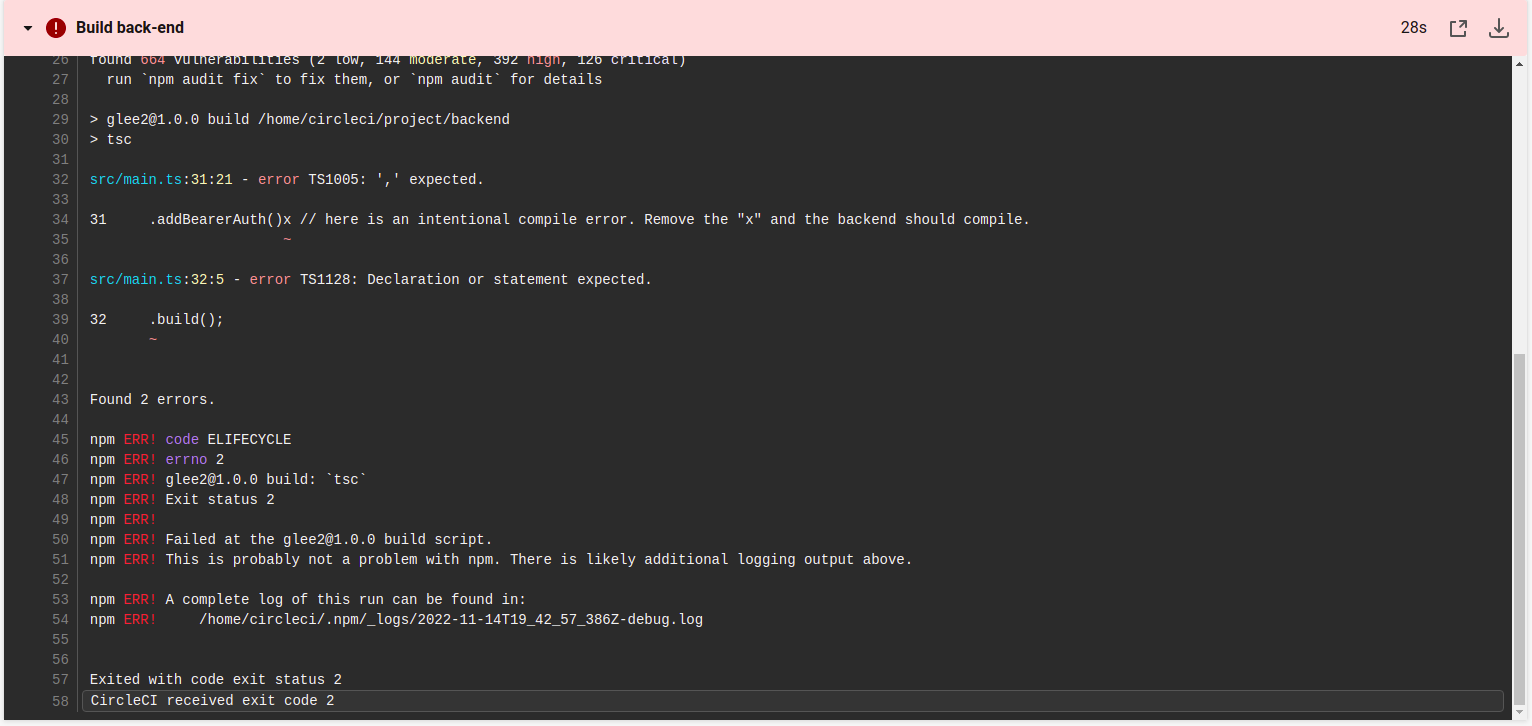 Build back-end
28s
26 found 664 vulnerabilities (2 low, 144 moderate, 392 high, 126 critical)
27 run `npm audit fix` to fix them, or `npm audit` for details
28
29 > glee2@1.0.0 build /home/circleci/project/backend
30 > tsc
31
32 src/main.ts:31:21 - error TS1005: ',' expected.
33
34 31     .addBearerAuth()x // here is an intentional compile error. Remove the "x" and the backend should compile.
35 ~
36
37 src/main.ts:32:5 - error TS1128: Declaration or statement expected.
38
39 32     .build();
40 ~
41
42
43 Found 2 errors.
44
45 npm ERR! code ELIFECYCLE
46 npm ERR! errno 2
47 npm ERR! glee2@1.0.0 build: `tsc`
48 npm ERR! Exit status 2
49 npm ERR!
50 npm ERR! Failed at the glee2@1.0.0 build script.
51 npm ERR! This is probably not a problem with npm. There is likely additional logging output above.
52
53 npm ERR! A complete log of this run can be found in:
54 npm ERR!     /home/circleci/.npm/_logs/2022-11-14T19_42_57_386Z-debug.log
55
56
57 Exited with code exit status 2
58 CircleCI received exit code 2